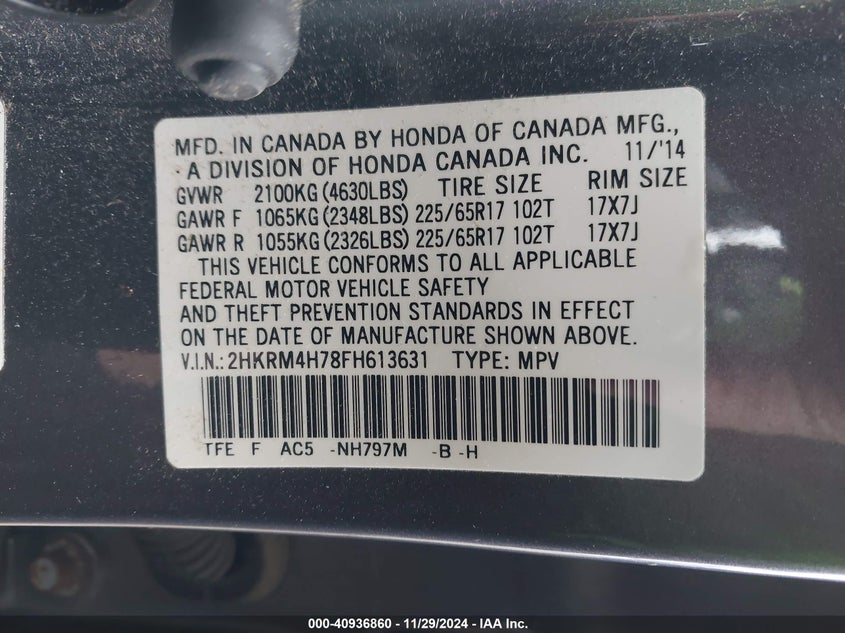 MFD. IN CANADA BY HONDA OF CANADA MFG.,
A DIVISION OF HONDA CANADA INC. 11/'14
GVWR 2100KG(4630LBS) TIRE SIZE RIM SIZE
GAWR F 1065KG(2348LBS) 225/65R17 102T 17X7J
GAWR R 1055KG(2326LBS) 225/65R17 102T 17X7J
THIS VEHICLE CONFORMS TO ALL APPLICABLE
FEDERAL MOTOR VEHICLE SAFETY
AND THEFT PREVENTION STANDARDS IN EFFECT
ON THE DATE OF MANUFACTURE SHOWN ABOVE.
V.I.N.:2HKRM4H78FH613631 TYPE: MPV
TFE F AC5 -NH797M -B -H
000-40936860 - 11/29/2024 - IAA Inc.